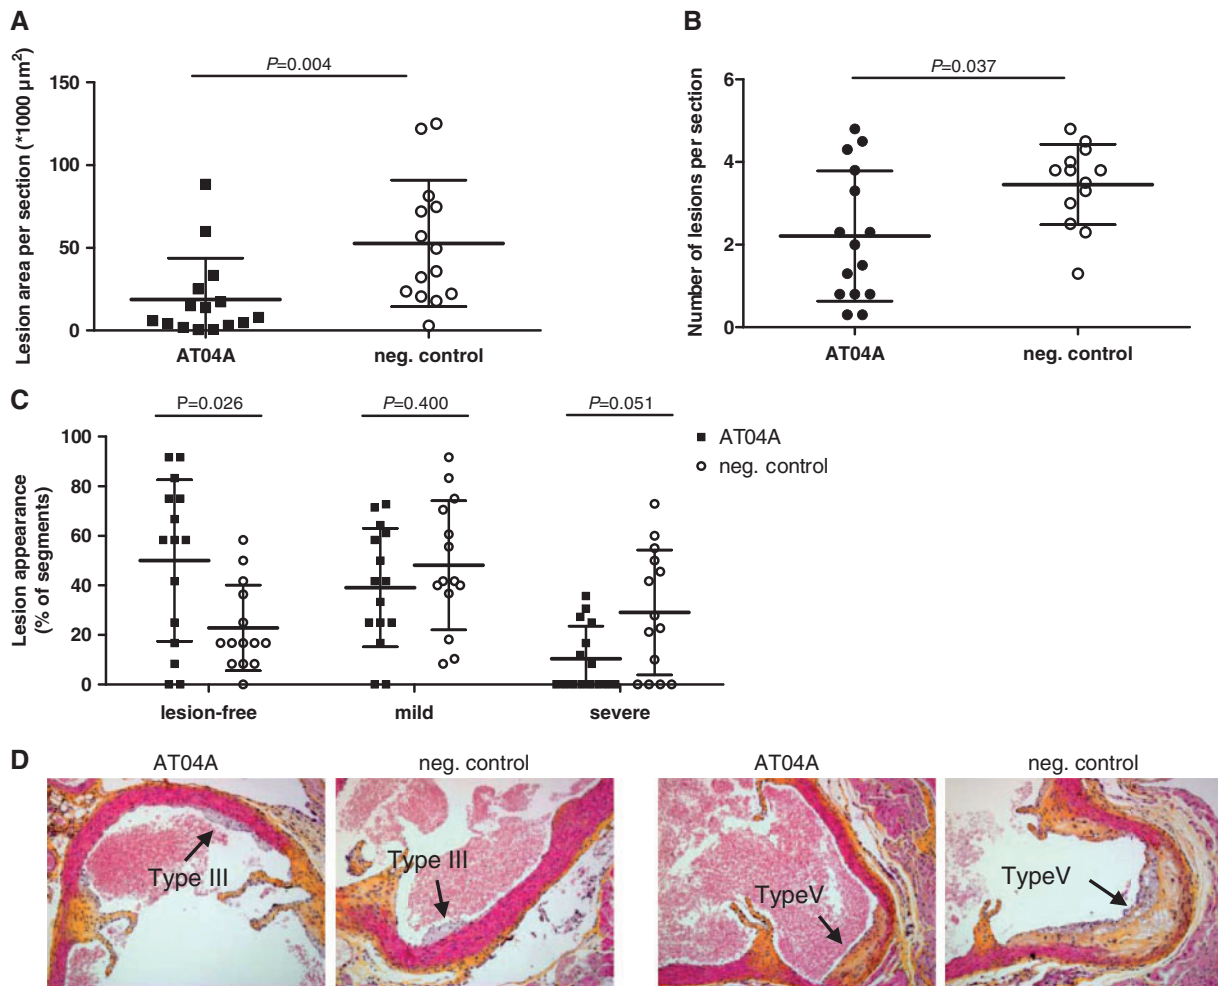 A
Lesion area per section (*1000 µm²)
P=0.004
150
100
50
0
AT04A
neg. control
B
Number of lesions per section
P=0.037
6
4
2
0
AT04A
neg. control
C
Lesion appearance
(% of segments)
P=0.026
P=0.400
P=0.051
AT04A
neg. control
100
80
60
40
20
0
lesion-free
mild
severe
D
AT04A
neg. control
AT04A
neg. control
Type III
Type III
TypeV
TypeV